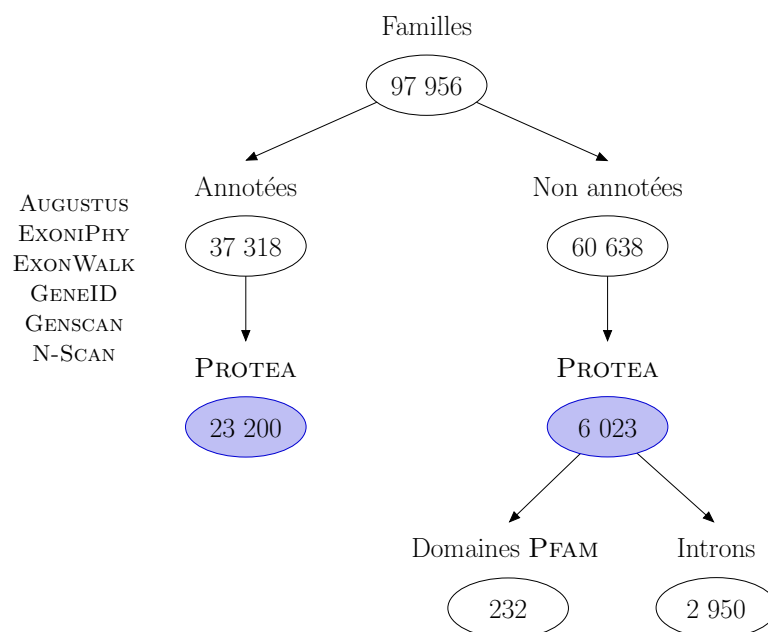 Familles
97 956
Annotées
Non annotées
AUGUSTUS
EXONIPHY
EXONWALK
GENEID
GENSCAN
N-SCAN
37 318
60 638
PROTEA
PROTEA
23 200
6 023
Domaines PFAM
Introns
232
2 950